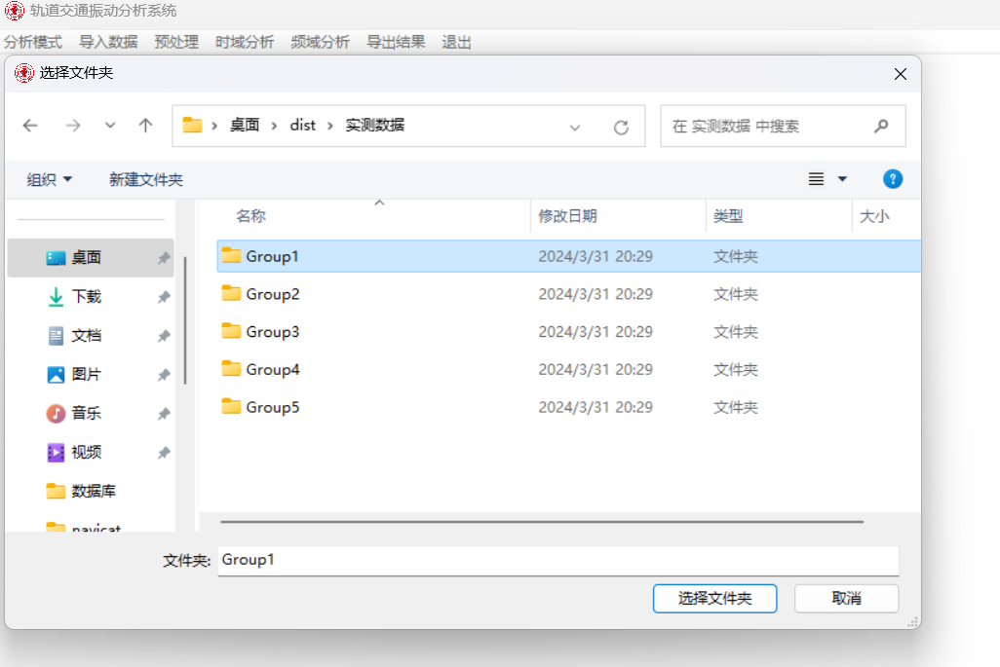 轨道交通振动分析系统
分析模式 导入数据 预处理 时域分析 频域分析 导出结果 退出
选择文件夹
桌面 › dist › 实测数据
在 实测数据 中搜索
组织 新建文件夹
名称 修改日期 类型 大小
桌面
下载
文档
图片
音乐
视频
数据库
navicat
Group1 2024/3/31 20:29 文件夹
Group2 2024/3/31 20:29 文件夹
Group3 2024/3/31 20:29 文件夹
Group4 2024/3/31 20:29 文件夹
Group5 2024/3/31 20:29 文件夹
文件夹: Group1
选择文件夹 取消